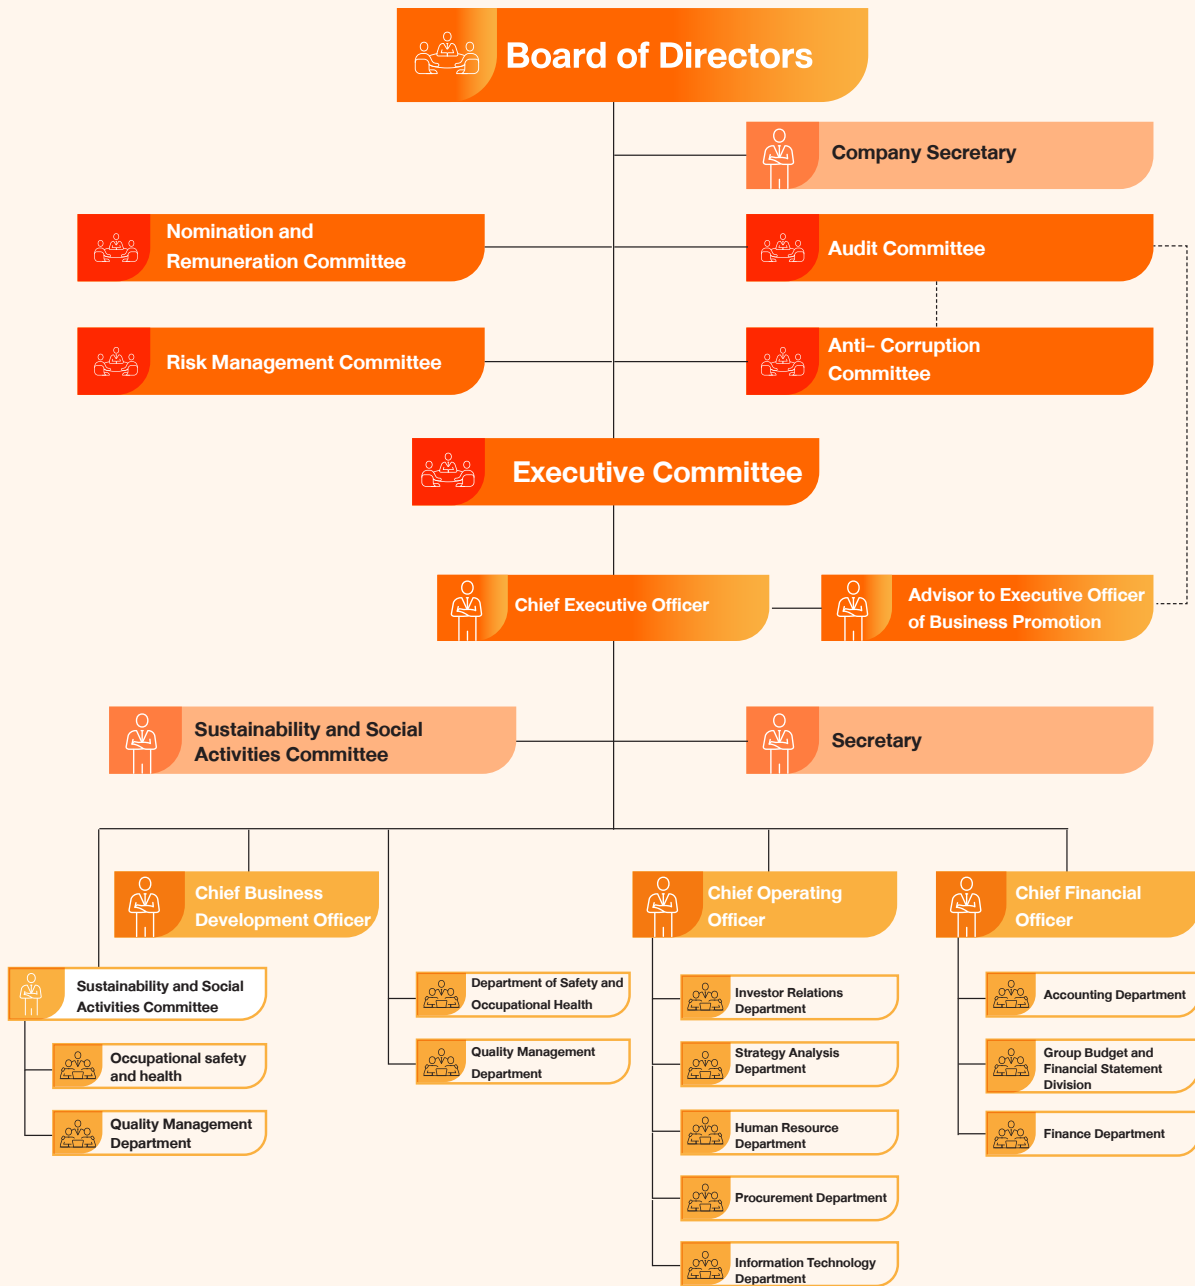 Board of Directors
Company Secretary
Nomination and
Remuneration Committee
Audit Committee
Risk Management Committee
Anti- Corruption
Committee
Executive Committee
Chief Executive Officer
Advisor to Executive Officer
of Business Promotion
Sustainability and Social
Activities Committee
Secretary
Chief Business
Development Officer
Chief Operating
Officer
Chief Financial
Officer
Sustainability and Social
Activities Committee
Occupational safety
and health
Quality Management
Department
Department of Safety and
Occupational Health
Quality Management
Department
Investor Relations
Department
Strategy Analysis
Department
Human Resource
Department
Procurement Department
Information Technology
Department
Accounting Department
Group Budget and
Financial Statement
Division
Finance Department